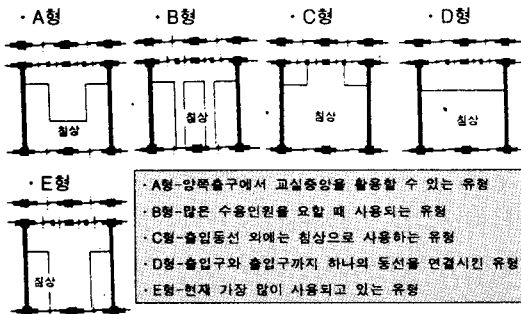 · A형
· B형
· C형
· D형
침상
침상
침상
침상
· E형
침상
· A형-양쪽출구에서 교실중앙을 활용할 수 있는 유형
· B형-많은 수용인원을 요할 때 사용되는 유형
· C형-출입동선 외에는 침상으로 사용하는 유형
· D형-출입구와 출입구까지 하나의 동선을 연결시킨 유형
· E형-현재 가장 많이 사용되고 있는 유형